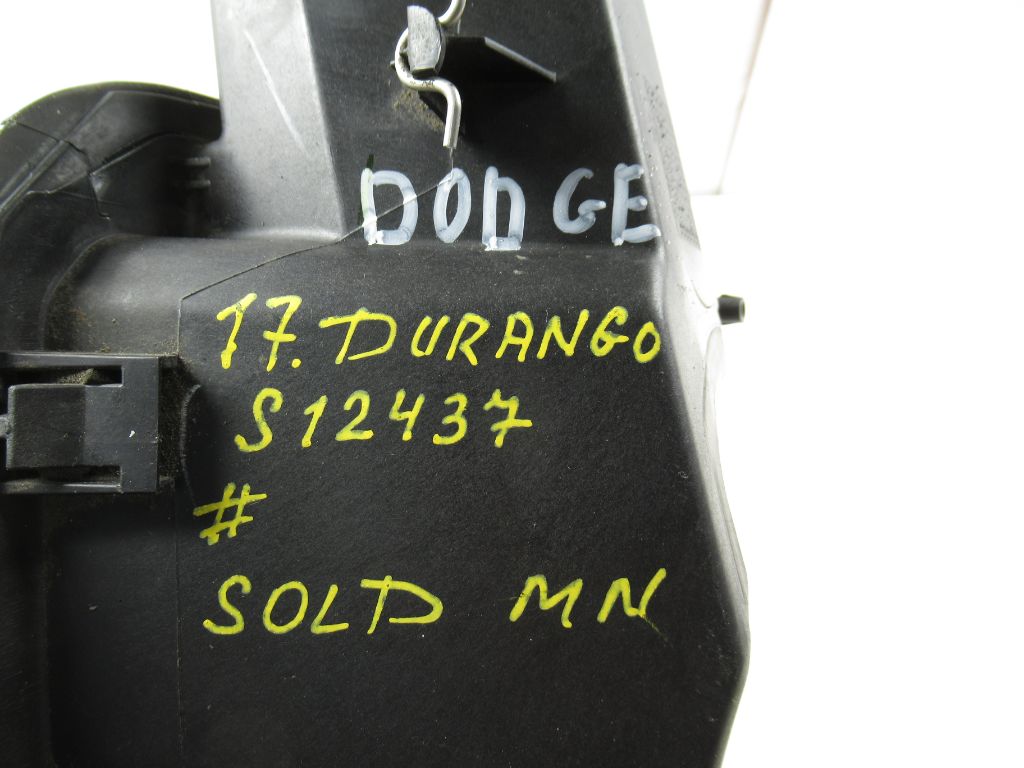 DODGE
17. DURANGO
S12437
#
SOLD MN